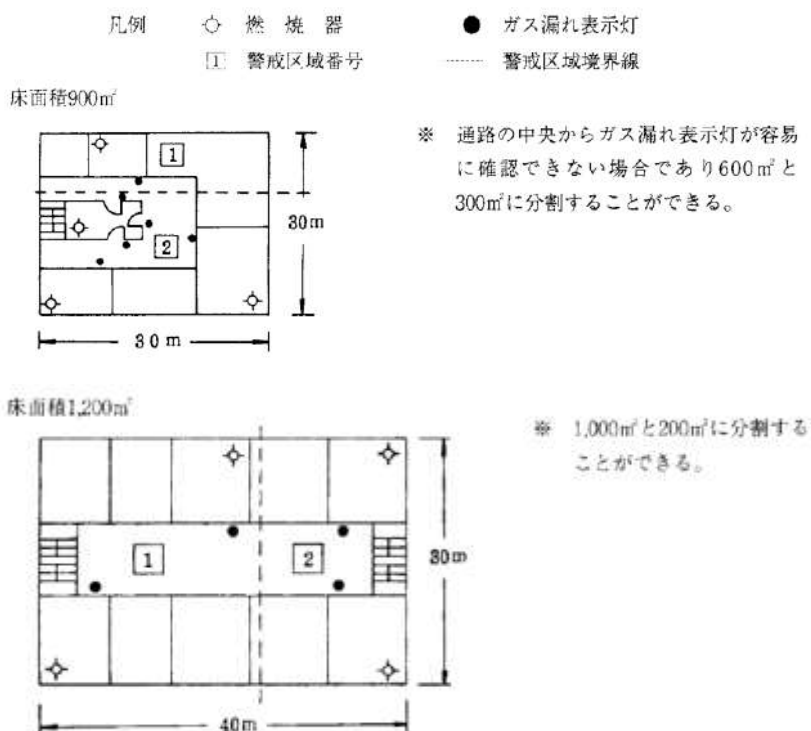 凡例 燃焼器 ガス漏れ表示灯
1 警戒区域番号 警戒区域境界線
床面積900㎡
※ 通路の中央からガス漏れ表示灯が容易
に確認できない場合であり600㎡と
300㎡に分割することができる。
1
30m
2
30m
床面積1,200㎡
※ 1,000㎡と200㎡に分割する
ことができる。
1 2
30m
40m